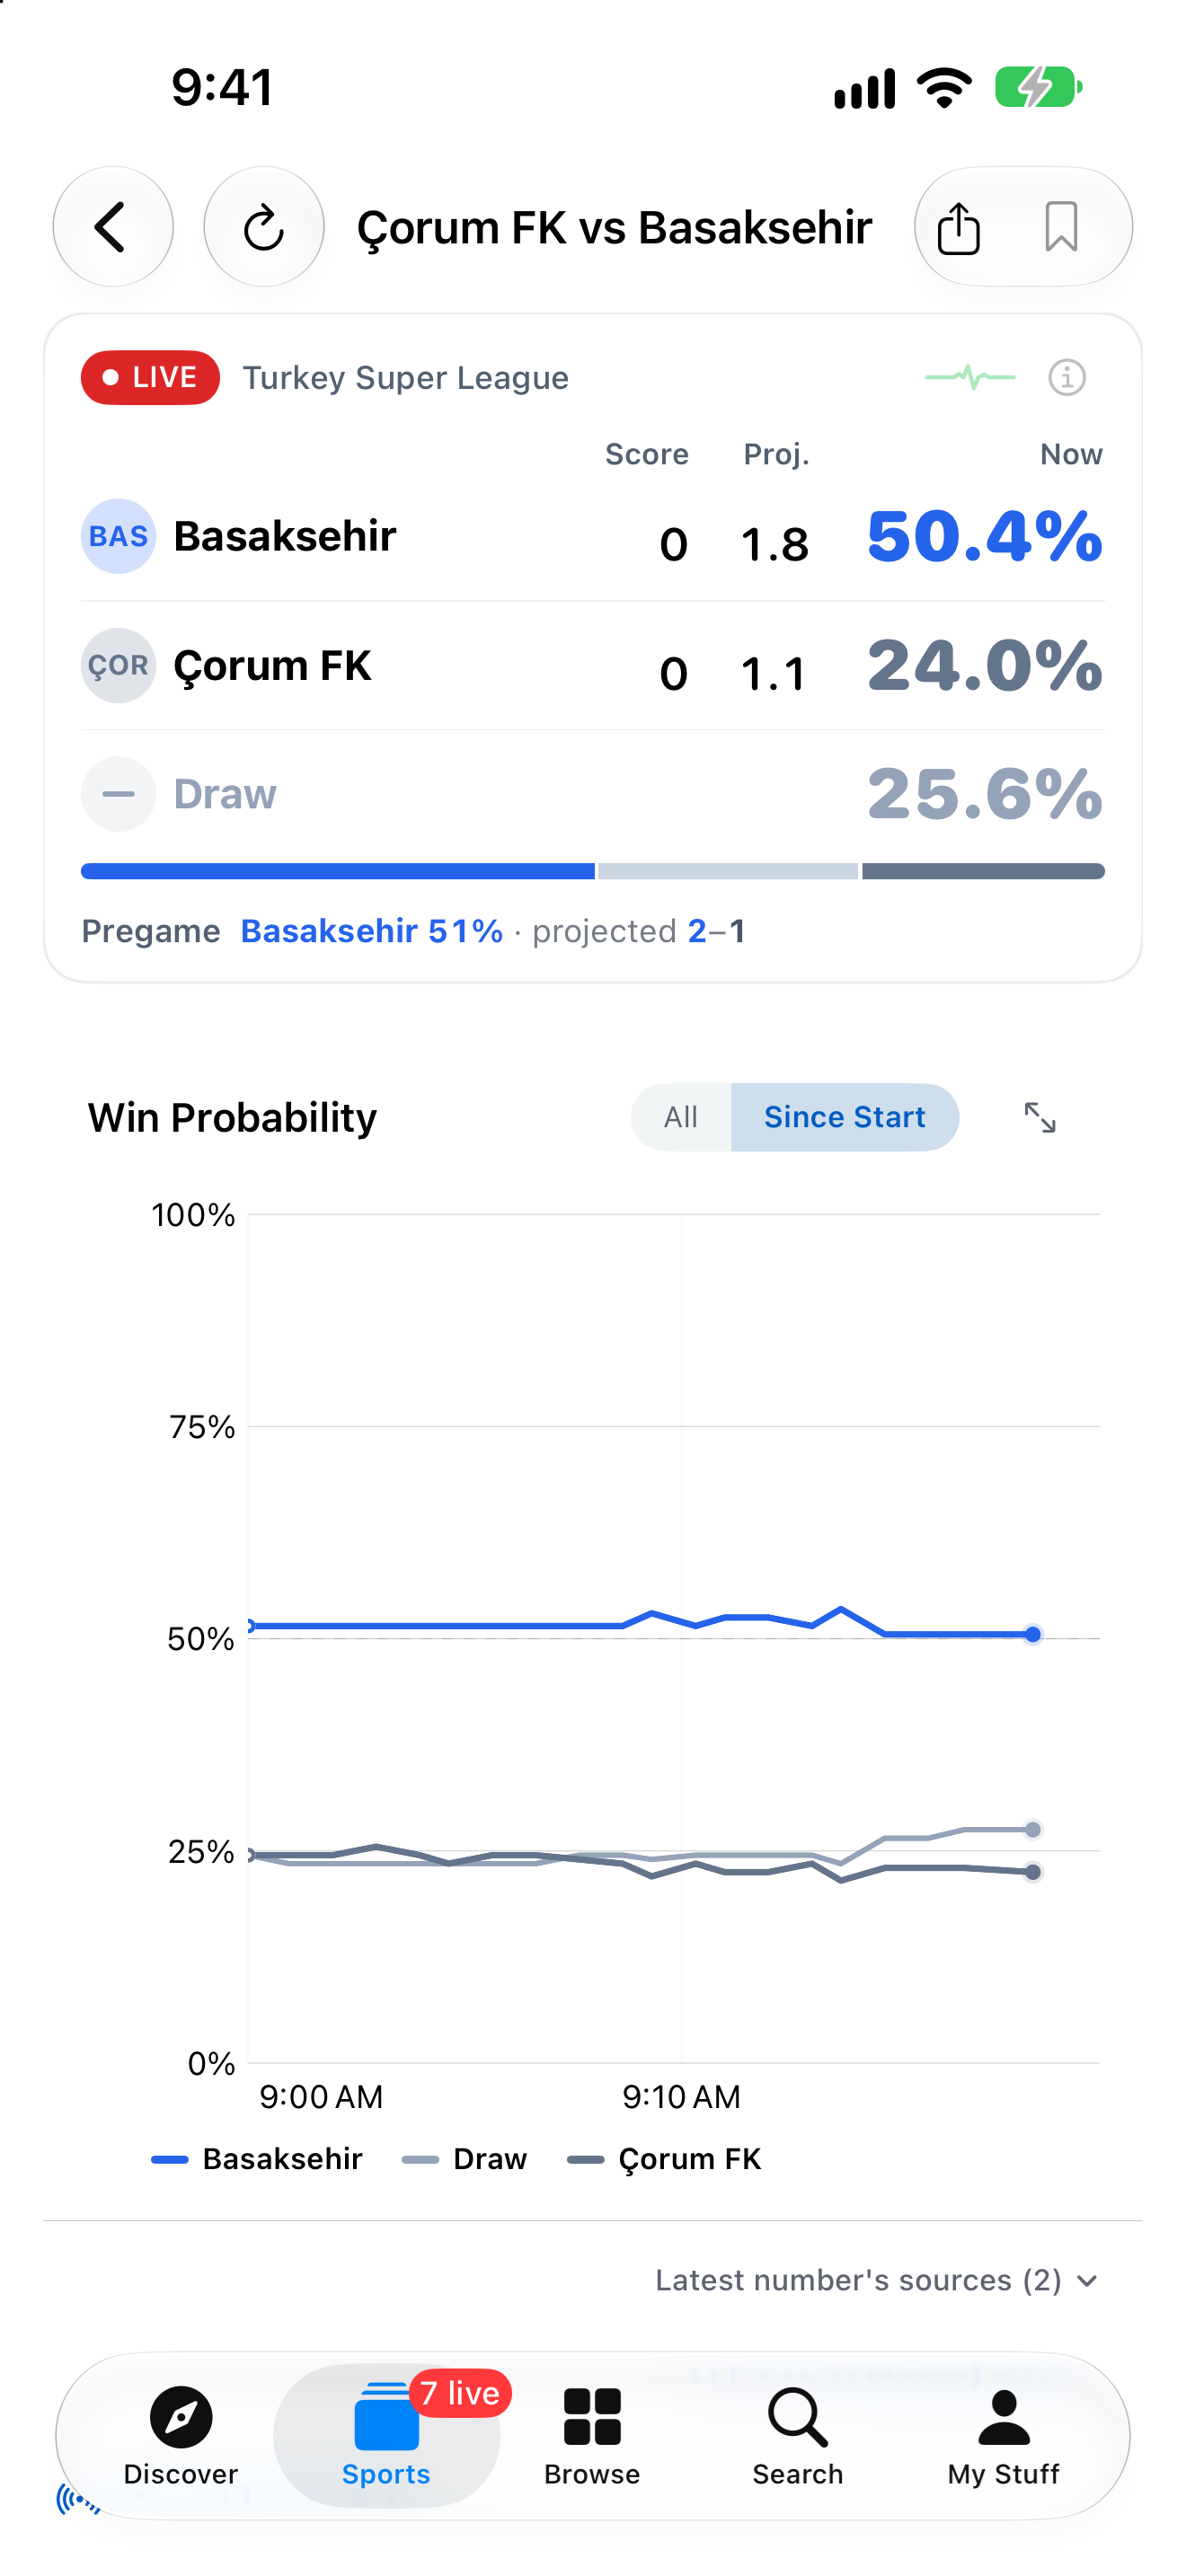 9:41
Çorum FK vs Basaksehir
LIVE Turkey Super League
Score Proj. Now
BAS Basaksehir 0 1.8 50.4%
ÇOR Çorum FK 0 1.1 24.0%
Draw 25.6%
Pregame Basaksehir 51% · projected 2–1
Win Probability All Since Start
100%
75%
50%
25%
0%
9:00 AM 9:10 AM
Basaksehir Draw Çorum FK
Latest number's sources (2)
7 live
Discover Sports Browse Search My Stuff